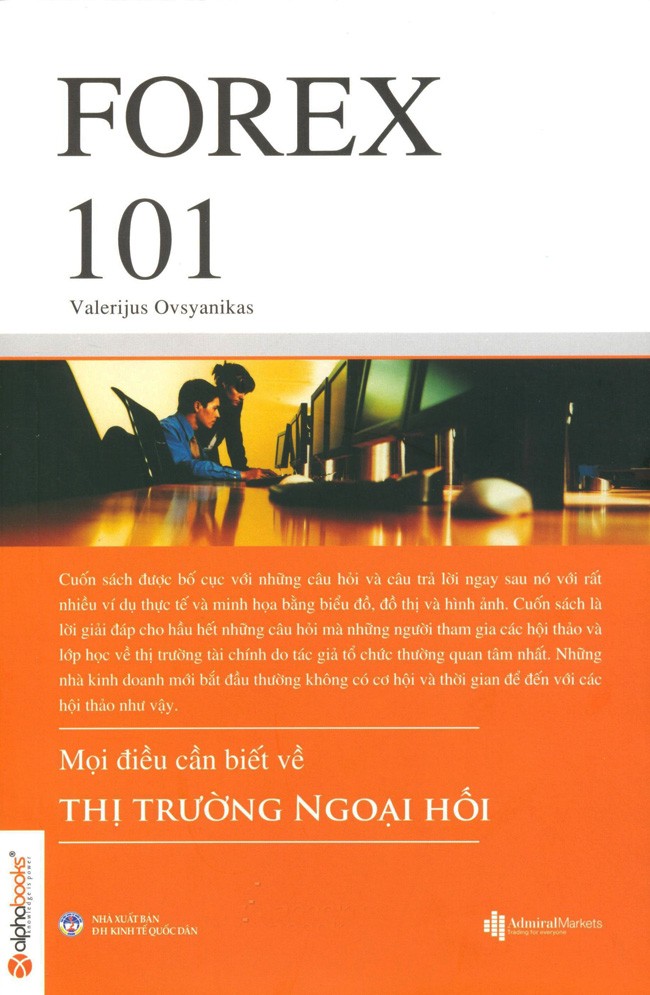 FOREX
101
Valerijus Ovsyanikas
Cuốn sách được bố cục với những câu hỏi và câu trả lời ngay sau nó với rất
nhiều ví dụ thực tế và minh họa bằng biểu đồ, đồ thị và hình ảnh. Cuốn sách là
lời giải đáp cho hầu hết những câu hỏi mà những người tham gia các hội thảo và
lớp học về thị trường tài chính do tác giả tổ chức thường quan tâm nhất. Những
nhà kinh doanh mới bắt đầu thường không có cơ hội và thời gian để đến với các
hội thảo như vậy.
Mọi điều cần biết về
THỊ TRƯỜNG NGOẠI HỐI
alphabooks®
knowledge is power
NHÀ XUẤT BẢN
ĐH KINH TẾ QUỐC DÂN
AdmiralMarkets
Trading for everyone